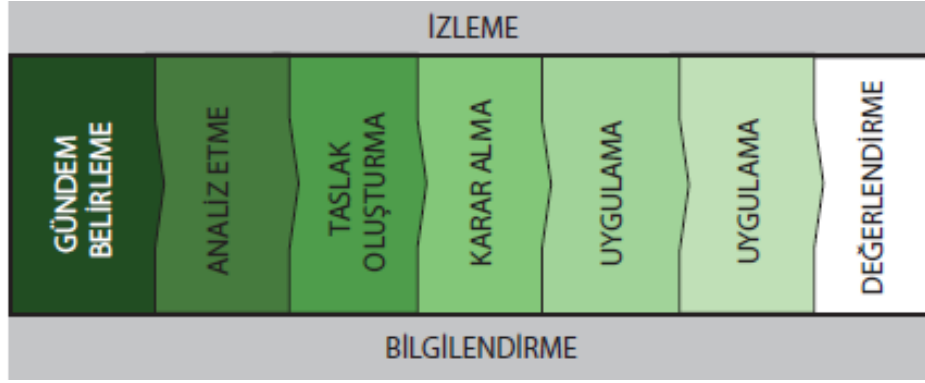 İZLEME
GÜNDEM
BELİRLEME
ANALİZ ETME
TASLAK
OLUŞTURMA
KARAR ALMA
UYGULAMA
UYGULAMA
DEĞERLENDİRME
BİLGİLENDİRME